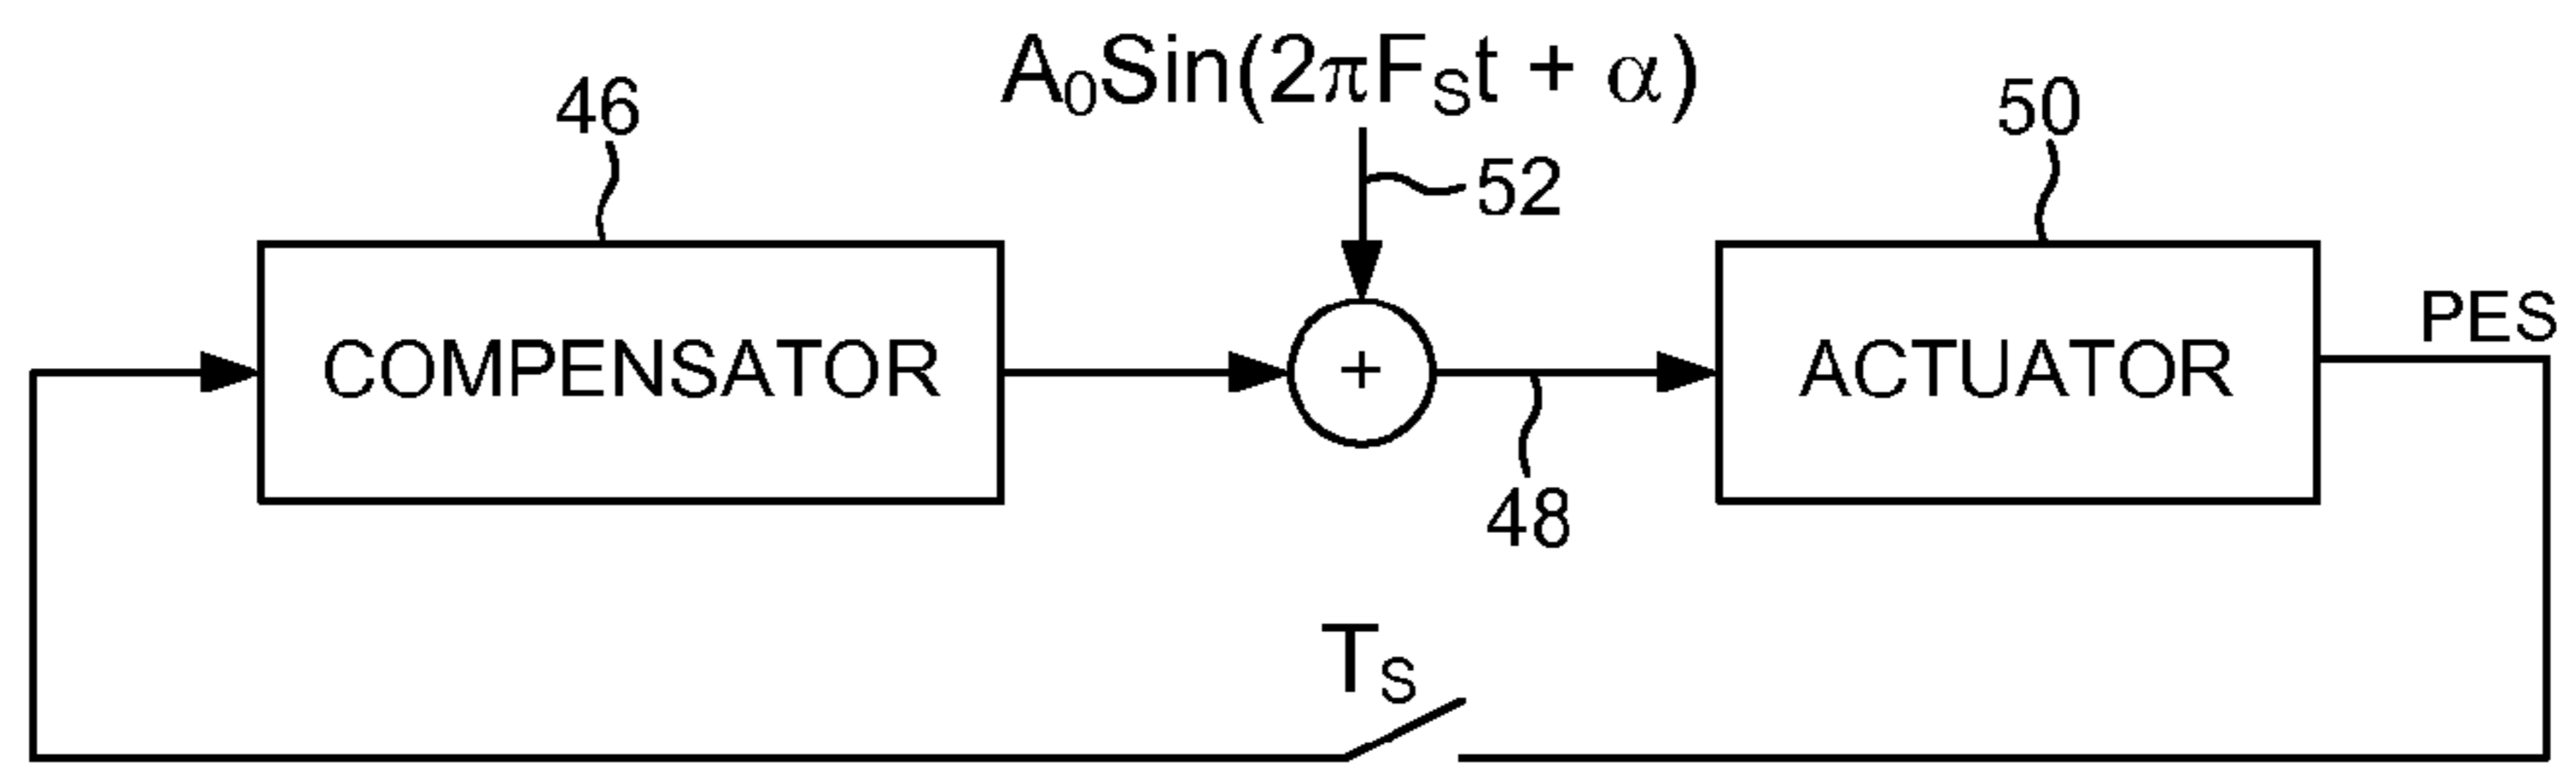 A₀Sin(2πFₛt + α)
46
52
50
COMPENSATOR
+
ACTUATOR
PES
48
Tₛ